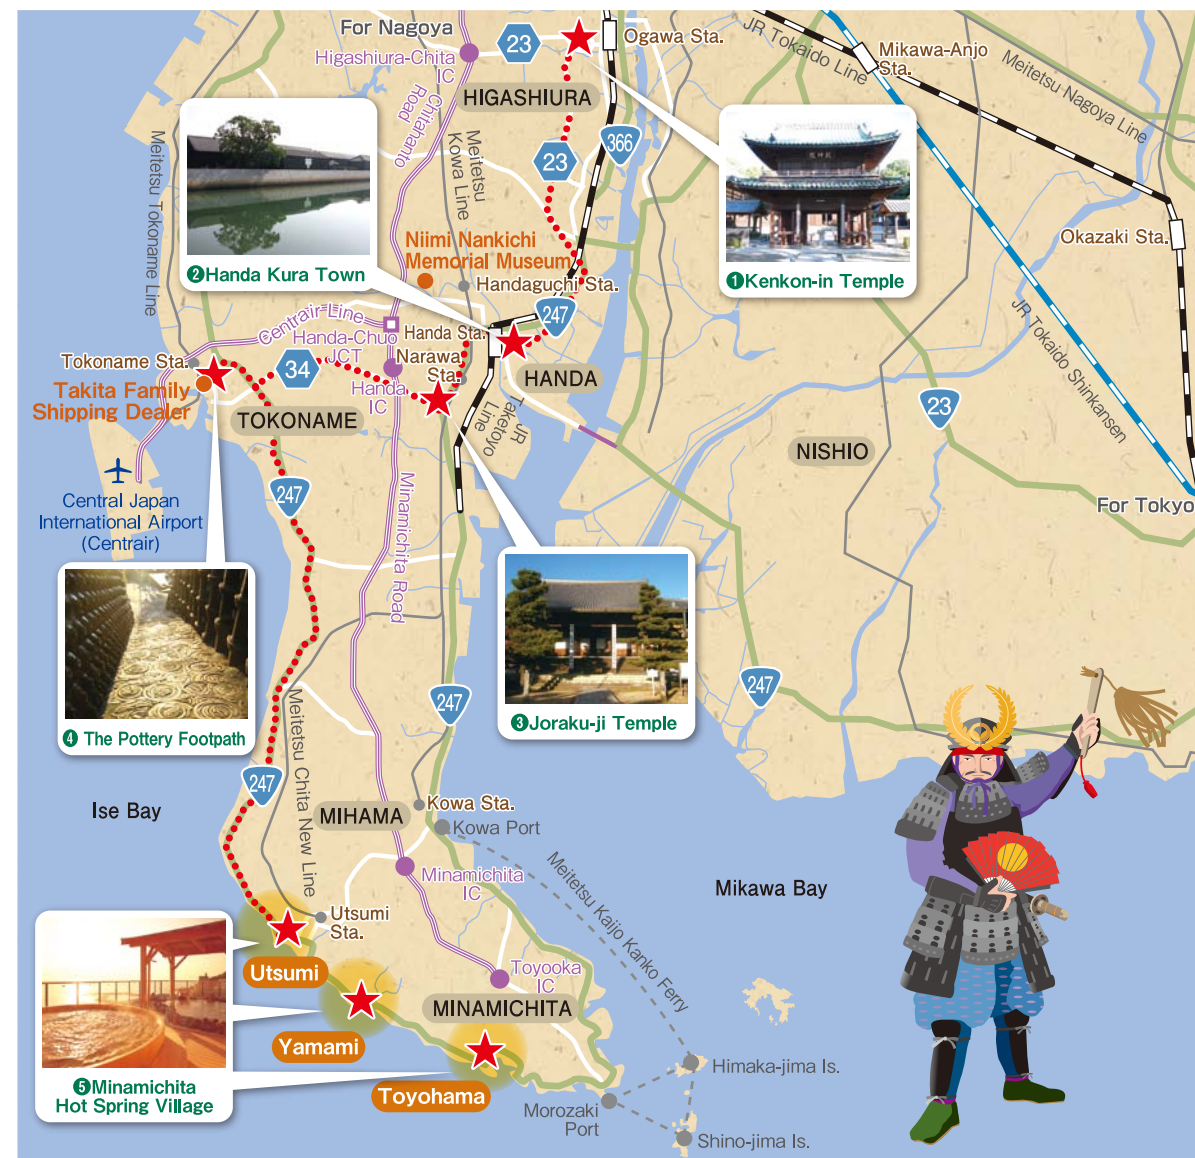 For Nagoya
23
Ogawa Sta.
JR Tokaido Line
Mikawa-Anjo
Sta.
Meitetsu Nagoya Line
Higashiura-Chita
IC
HIGASHIURA
Chitahanto
Road
Meitetsu
Kowa Line
Meitetsu Tokoname Line
366
23
❶Kenkon-in Temple
❷Handa Kura Town
Niimi Nankichi
Memorial Museum
Handaguchi Sta.
Okazaki Sta.
JR Tokaido Shinkansen
247
Centrair Line
Handa-Chuo
JCT
Handa Sta.
Narawa
Sta.
HANDA
Tokoname Sta.
Takita Family
Shipping Dealer
34
Handa
IC
TOKONAME
JR
Taketoyo
Line
23
NISHIO
For Tokyo
Central Japan
International Airport
(Centrair)
247
Minamichita Road
❸Joraku-ji Temple
❹ The Pottery Footpath
247
247
Meitetsu Chita New Line
247
Ise Bay
MIHAMA
Kowa Sta.
Kowa Port
Minamichita
IC
Meitetsu Kaijo Kanko Ferry
Mikawa Bay
Utsumi
Sta.
Utsumi
Toyooka
IC
MINAMICHITA
Yamami
Toyohama
❺Minamichita
Hot Spring Village
Himaka-jima Is.
Morozaki
Port
Shino-jima Is.